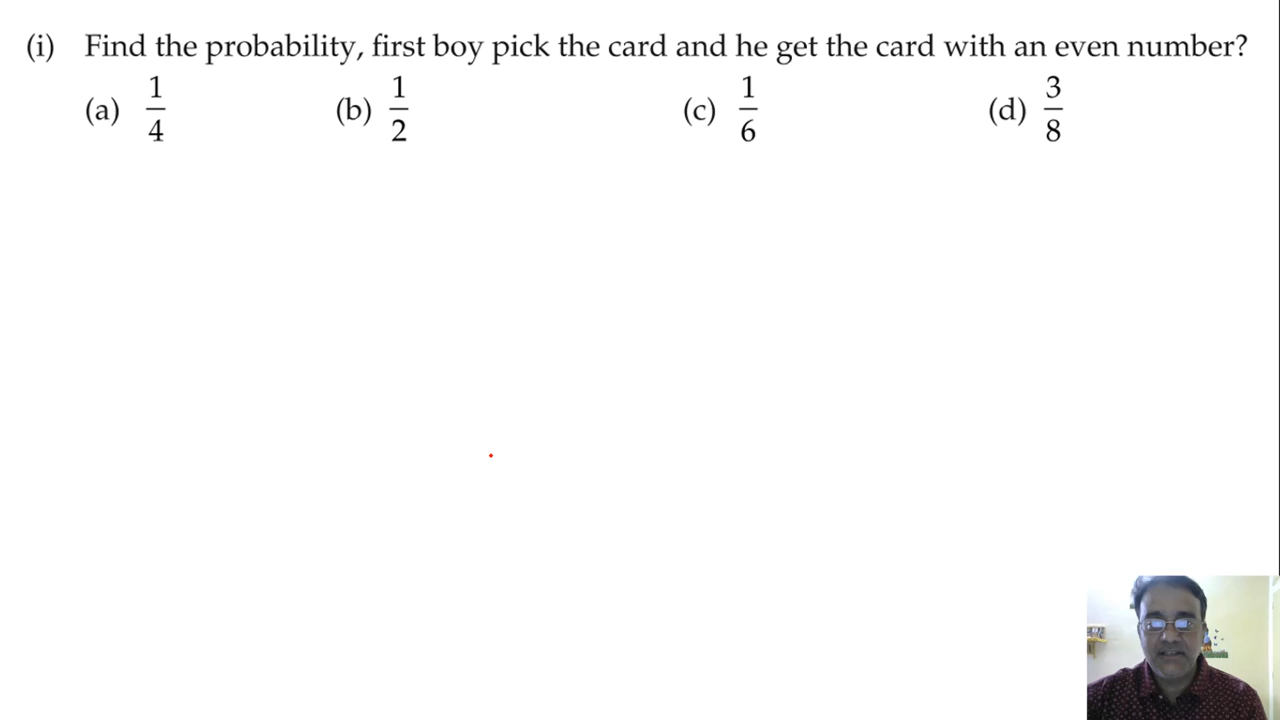 (i) Find the probability, first boy pick the card and he get the card with an even number?
(a) 1/4 (b) 1/2 (c) 1/6 (d) 3/8